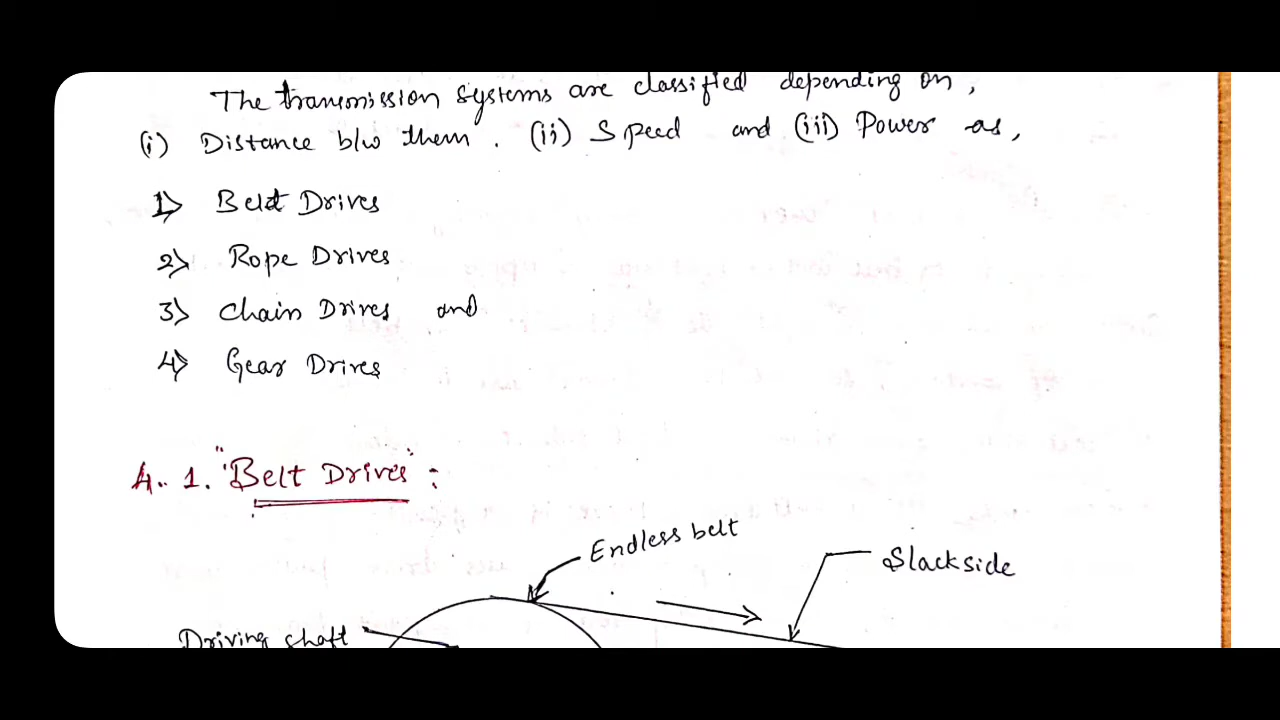 The transmission systems are classified depending on,
(i) Distance b/w them. (ii) Speed and (iii) Power as,
1) Belt Drives
2) Rope Drives
3) Chain Drives and
4) Gear Drives
A. 1. "Belt Drives" :
Endless belt
Slackside
Driving shaft